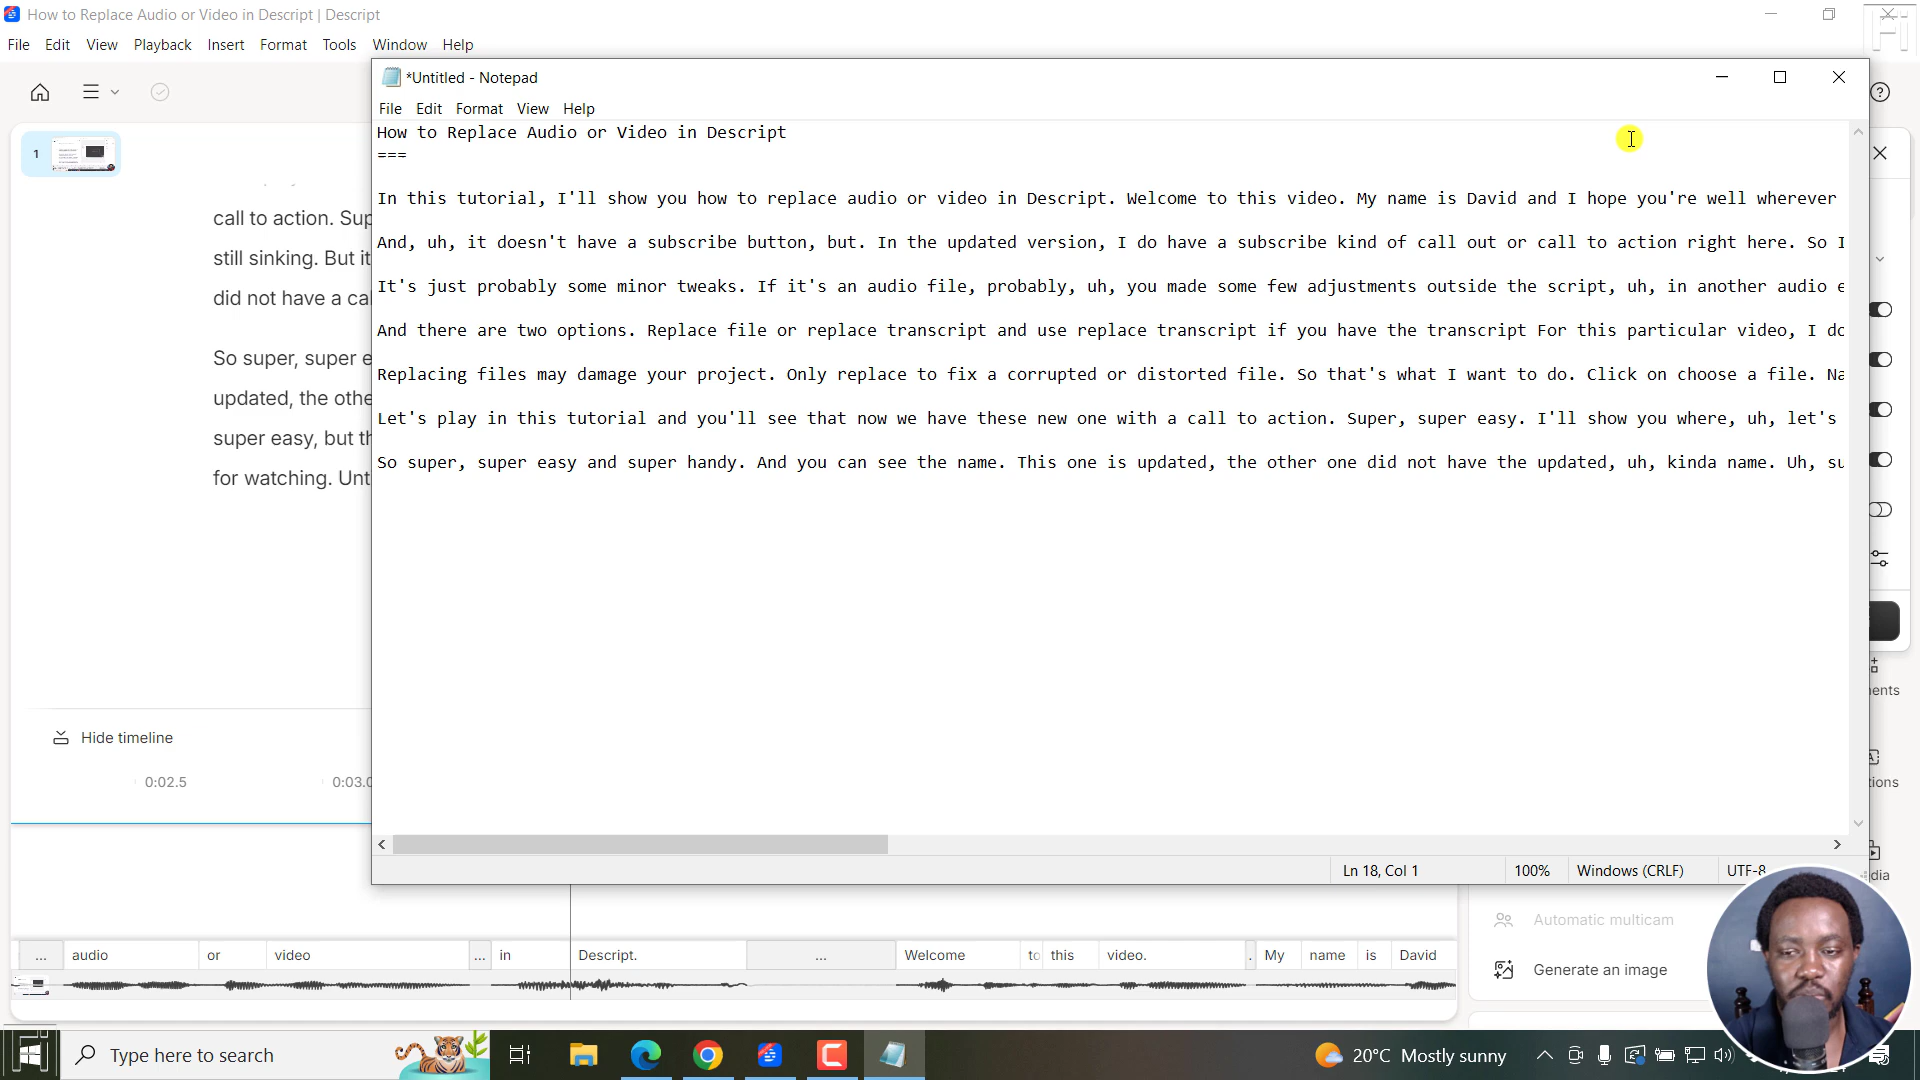 How to Replace Audio or Video in Descript | Descript
File Edit View Playback Insert Format Tools Window Help
*Untitled - Notepad
File Edit Format View Help
How to Replace Audio or Video in Descript
===
In this tutorial, I'll show you how to replace audio or video in Descript. Welcome to this video. My name is David and I hope you're well wherever
And, uh, it doesn't have a subscribe button, but. In the updated version, I do have a subscribe kind of call out or call to action right here. So I
It's just probably some minor tweaks. If it's an audio file, probably, uh, you made some few adjustments outside the script, uh, in another audio e
And there are two options. Replace file or replace transcript and use replace transcript if you have the transcript For this particular video, I do
Replacing files may damage your project. Only replace to fix a corrupted or distorted file. So that's what I want to do. Click on choose a file. Na
Let's play in this tutorial and you'll see that now we have these new one with a call to action. Super, super easy. I'll show you where, uh, let's
So super, super easy and super handy. And you can see the name. This one is updated, the other one did not have the updated, uh, kinda name. Uh, su
Ln 18, Col 1 100% Windows (CRLF) UTF-8
1
call to action. Sup
still sinking. But it
did not have a cal
So super, super e
updated, the othe
super easy, but th
for watching. Unt
Hide timeline
0:02.5 0:03.0
... audio or video ... in Descript. ... Welcome to this video. . My name is David
ents
tions
dia
Automatic multicam
Generate an image
Type here to search
20°C Mostly sunny